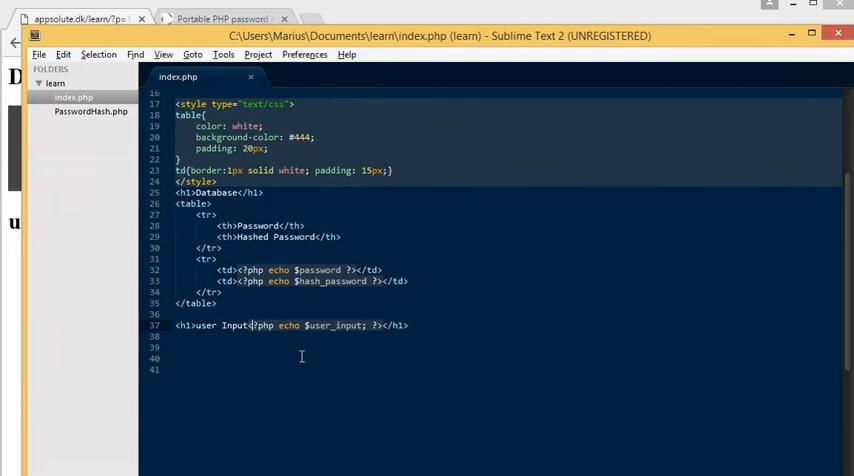 appsolute.dk/learn/?p=1 × Portable PHP password h ×
C:\Users\Marius\Documents\learn\index.php (learn) - Sublime Text 2 (UNREGISTERED)
File Edit Selection Find View Goto Tools Project Preferences Help
FOLDERS
learn
index.php
PasswordHash.php
index.php ×
16
17 <style type="text/css">
18 table{
19 color: white;
20 background-color: #444;
21 padding: 20px;
22 }
23 td{border:1px solid white; padding: 15px;}
24 </style>
25 <h1>Database</h1>
26 <table>
27 <tr>
28 <th>Password</th>
29 <th>Hashed Password</th>
30 </tr>
31 <tr>
32 <td><?php echo $password ?></td>
33 <td><?php echo $hash_password ?></td>
34 </tr>
35 </table>
36
37 <h1>user Input<?php echo $user_input; ?></h1>
38
39
40
41
D
u